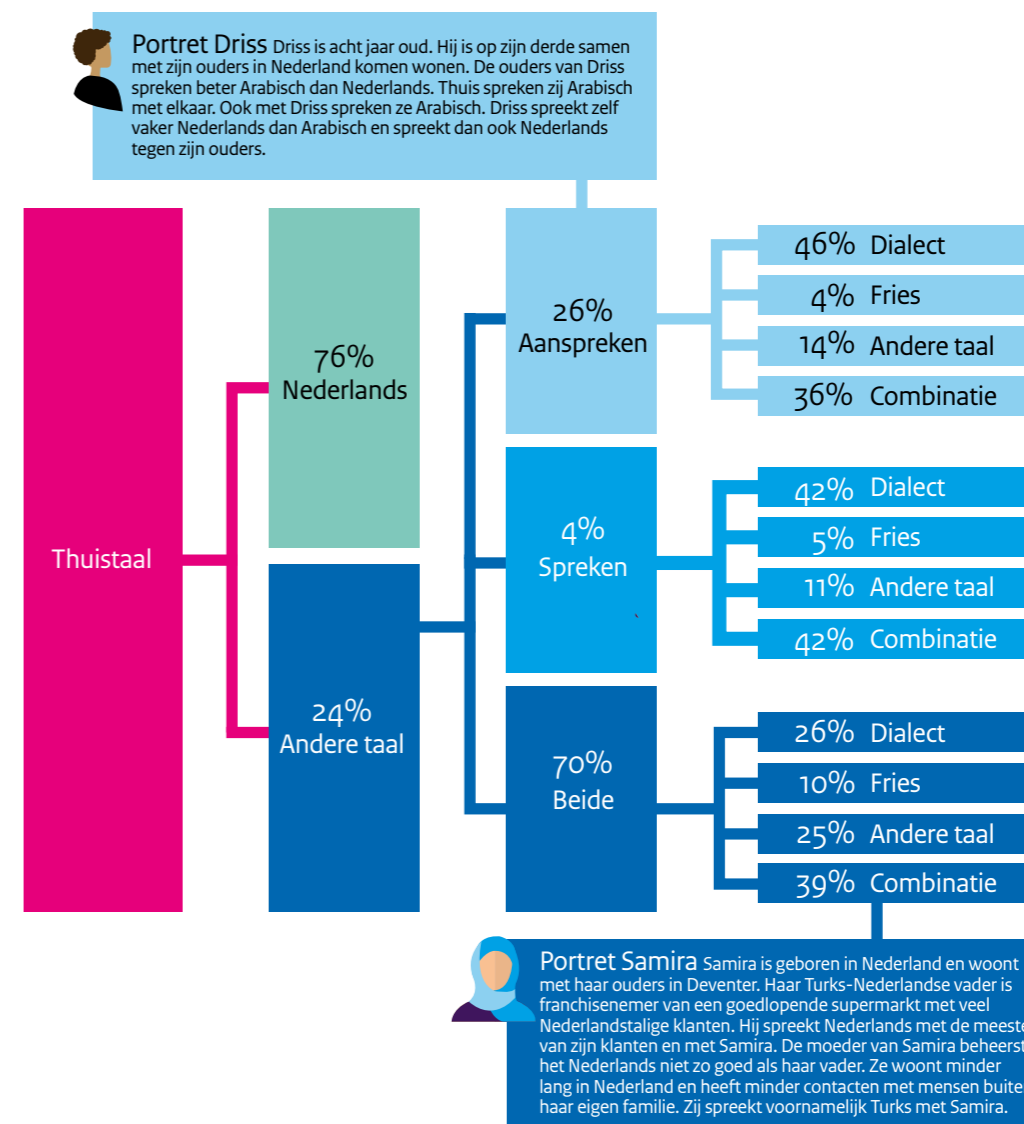 Portret Driss Driss is acht jaar oud. Hij is op zijn derde samen
met zijn ouders in Nederland komen wonen. De ouders van Driss
spreken beter Arabisch dan Nederlands. Thuis spreken zij Arabisch
met elkaar. Ook met Driss spreken ze Arabisch. Driss spreekt zelf
vaker Nederlands dan Arabisch en spreekt dan ook Nederlands
tegen zijn ouders.
Thuistaal
76%
Nederlands
24%
Andere taal
26%
Aanspreken
46% Dialect
4% Fries
14% Andere taal
36% Combinatie
4%
Spreken
42% Dialect
5% Fries
11% Andere taal
42% Combinatie
70%
Beide
26% Dialect
10% Fries
25% Andere taal
39% Combinatie
Portret Samira Samira is geboren in Nederland en woont
met haar ouders in Deventer. Haar Turks-Nederlandse vader is
franchisenemer van een goedlopende supermarkt met veel
Nederlandstalige klanten. Hij spreekt Nederlands met de meeste
van zijn klanten en met Samira. De moeder van Samira beheerst
het Nederlands niet zo goed als haar vader. Ze woont minder
lang in Nederland en heeft minder contacten met mensen buite
haar eigen familie. Zij spreekt voornamelijk Turks met Samira.